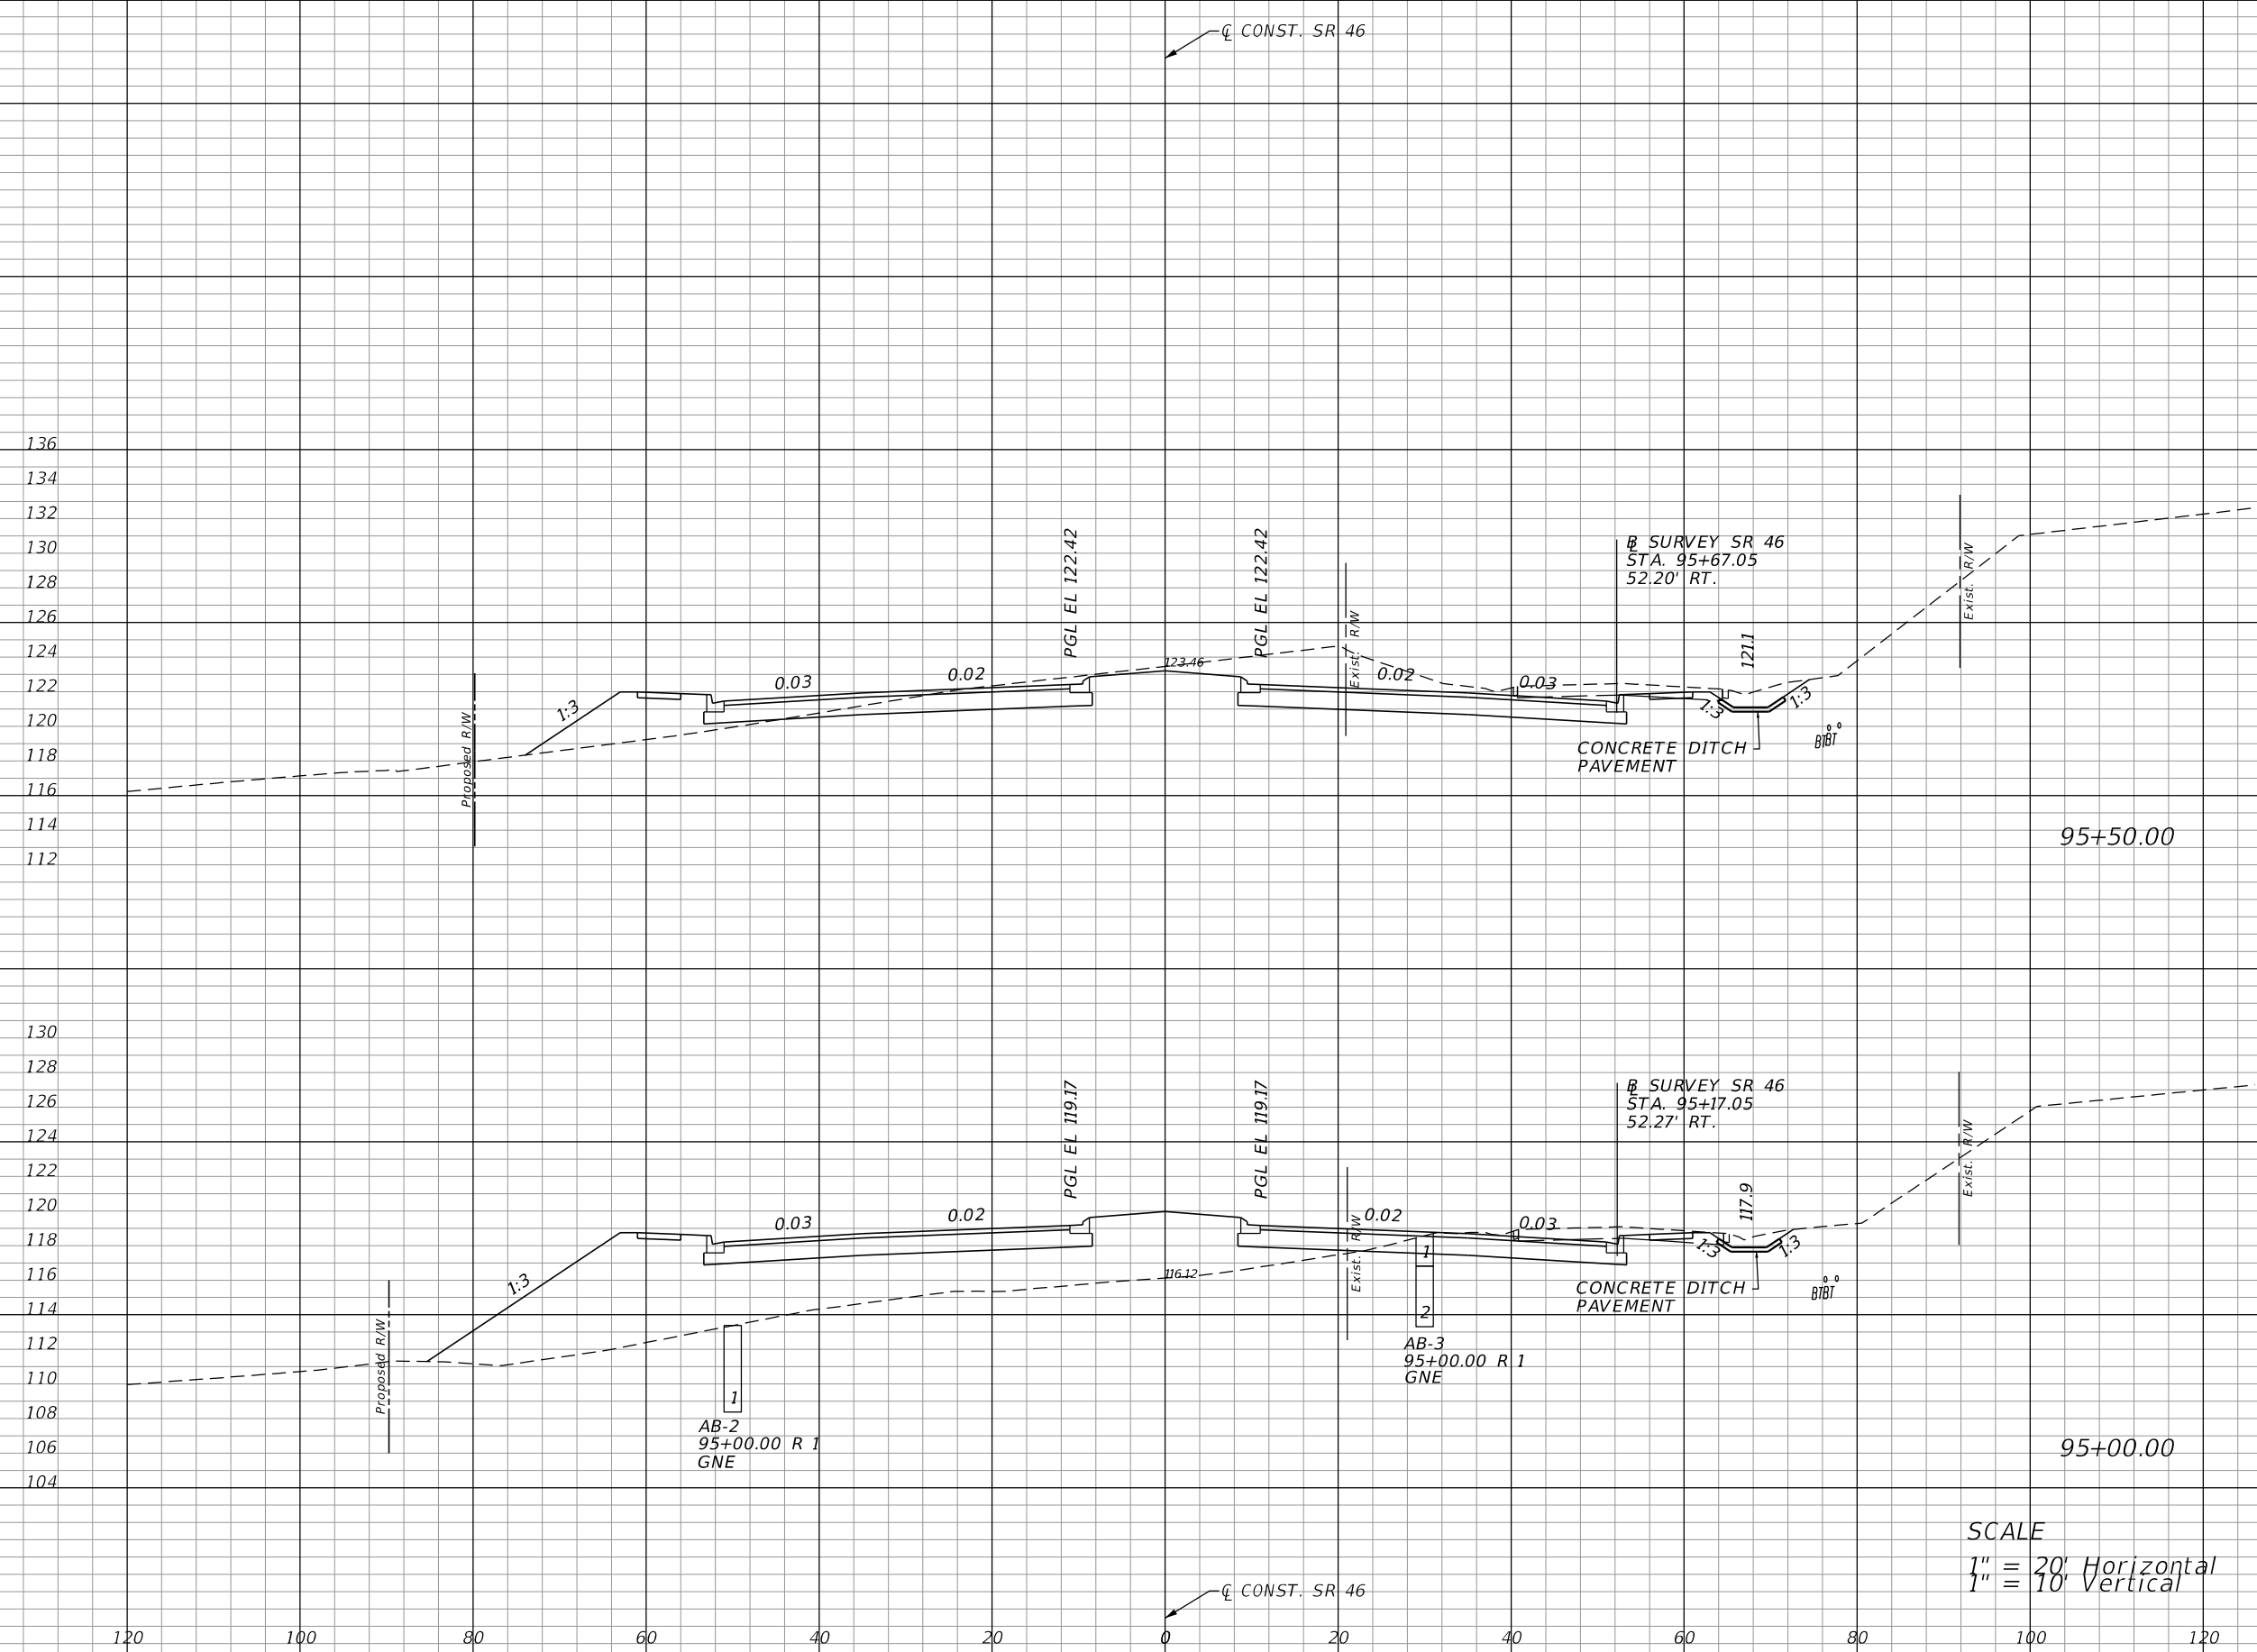 ℄ CONST. SR 46
136
134
132
130
128
126
124
122
120
118
116
114
112
PGL EL 122.42
PGL EL 122.42
B̲L SURVEY SR 46
STA. 95+67.05
52.20' RT.
Exist. R/W
Exist. R/W
Proposed R/W
1:3
0.03
0.02
123.46
0.02
0.03
121.1
1:3
1:3
CONCRETE DITCH
PAVEMENT
BT
BT
95+50.00
130
128
126
124
122
120
118
116
114
112
110
108
106
104
PGL EL 119.17
PGL EL 119.17
B̲L SURVEY SR 46
STA. 95+17.05
52.27' RT.
Exist. R/W
Exist. R/W
Proposed R/W
1:3
0.03
0.02
116.12
0.02
0.03
117.9
1:3
1:3
CONCRETE DITCH
PAVEMENT
BT
BT
1
2
AB-3
95+00.00 R 1
GNE
1
AB-2
95+00.00 R 1
GNE
95+00.00
SCALE
1" = 20' Horizontal
1" = 10' Vertical
℄ CONST. SR 46
120
100
80
60
40
20
0
20
40
60
80
100
120